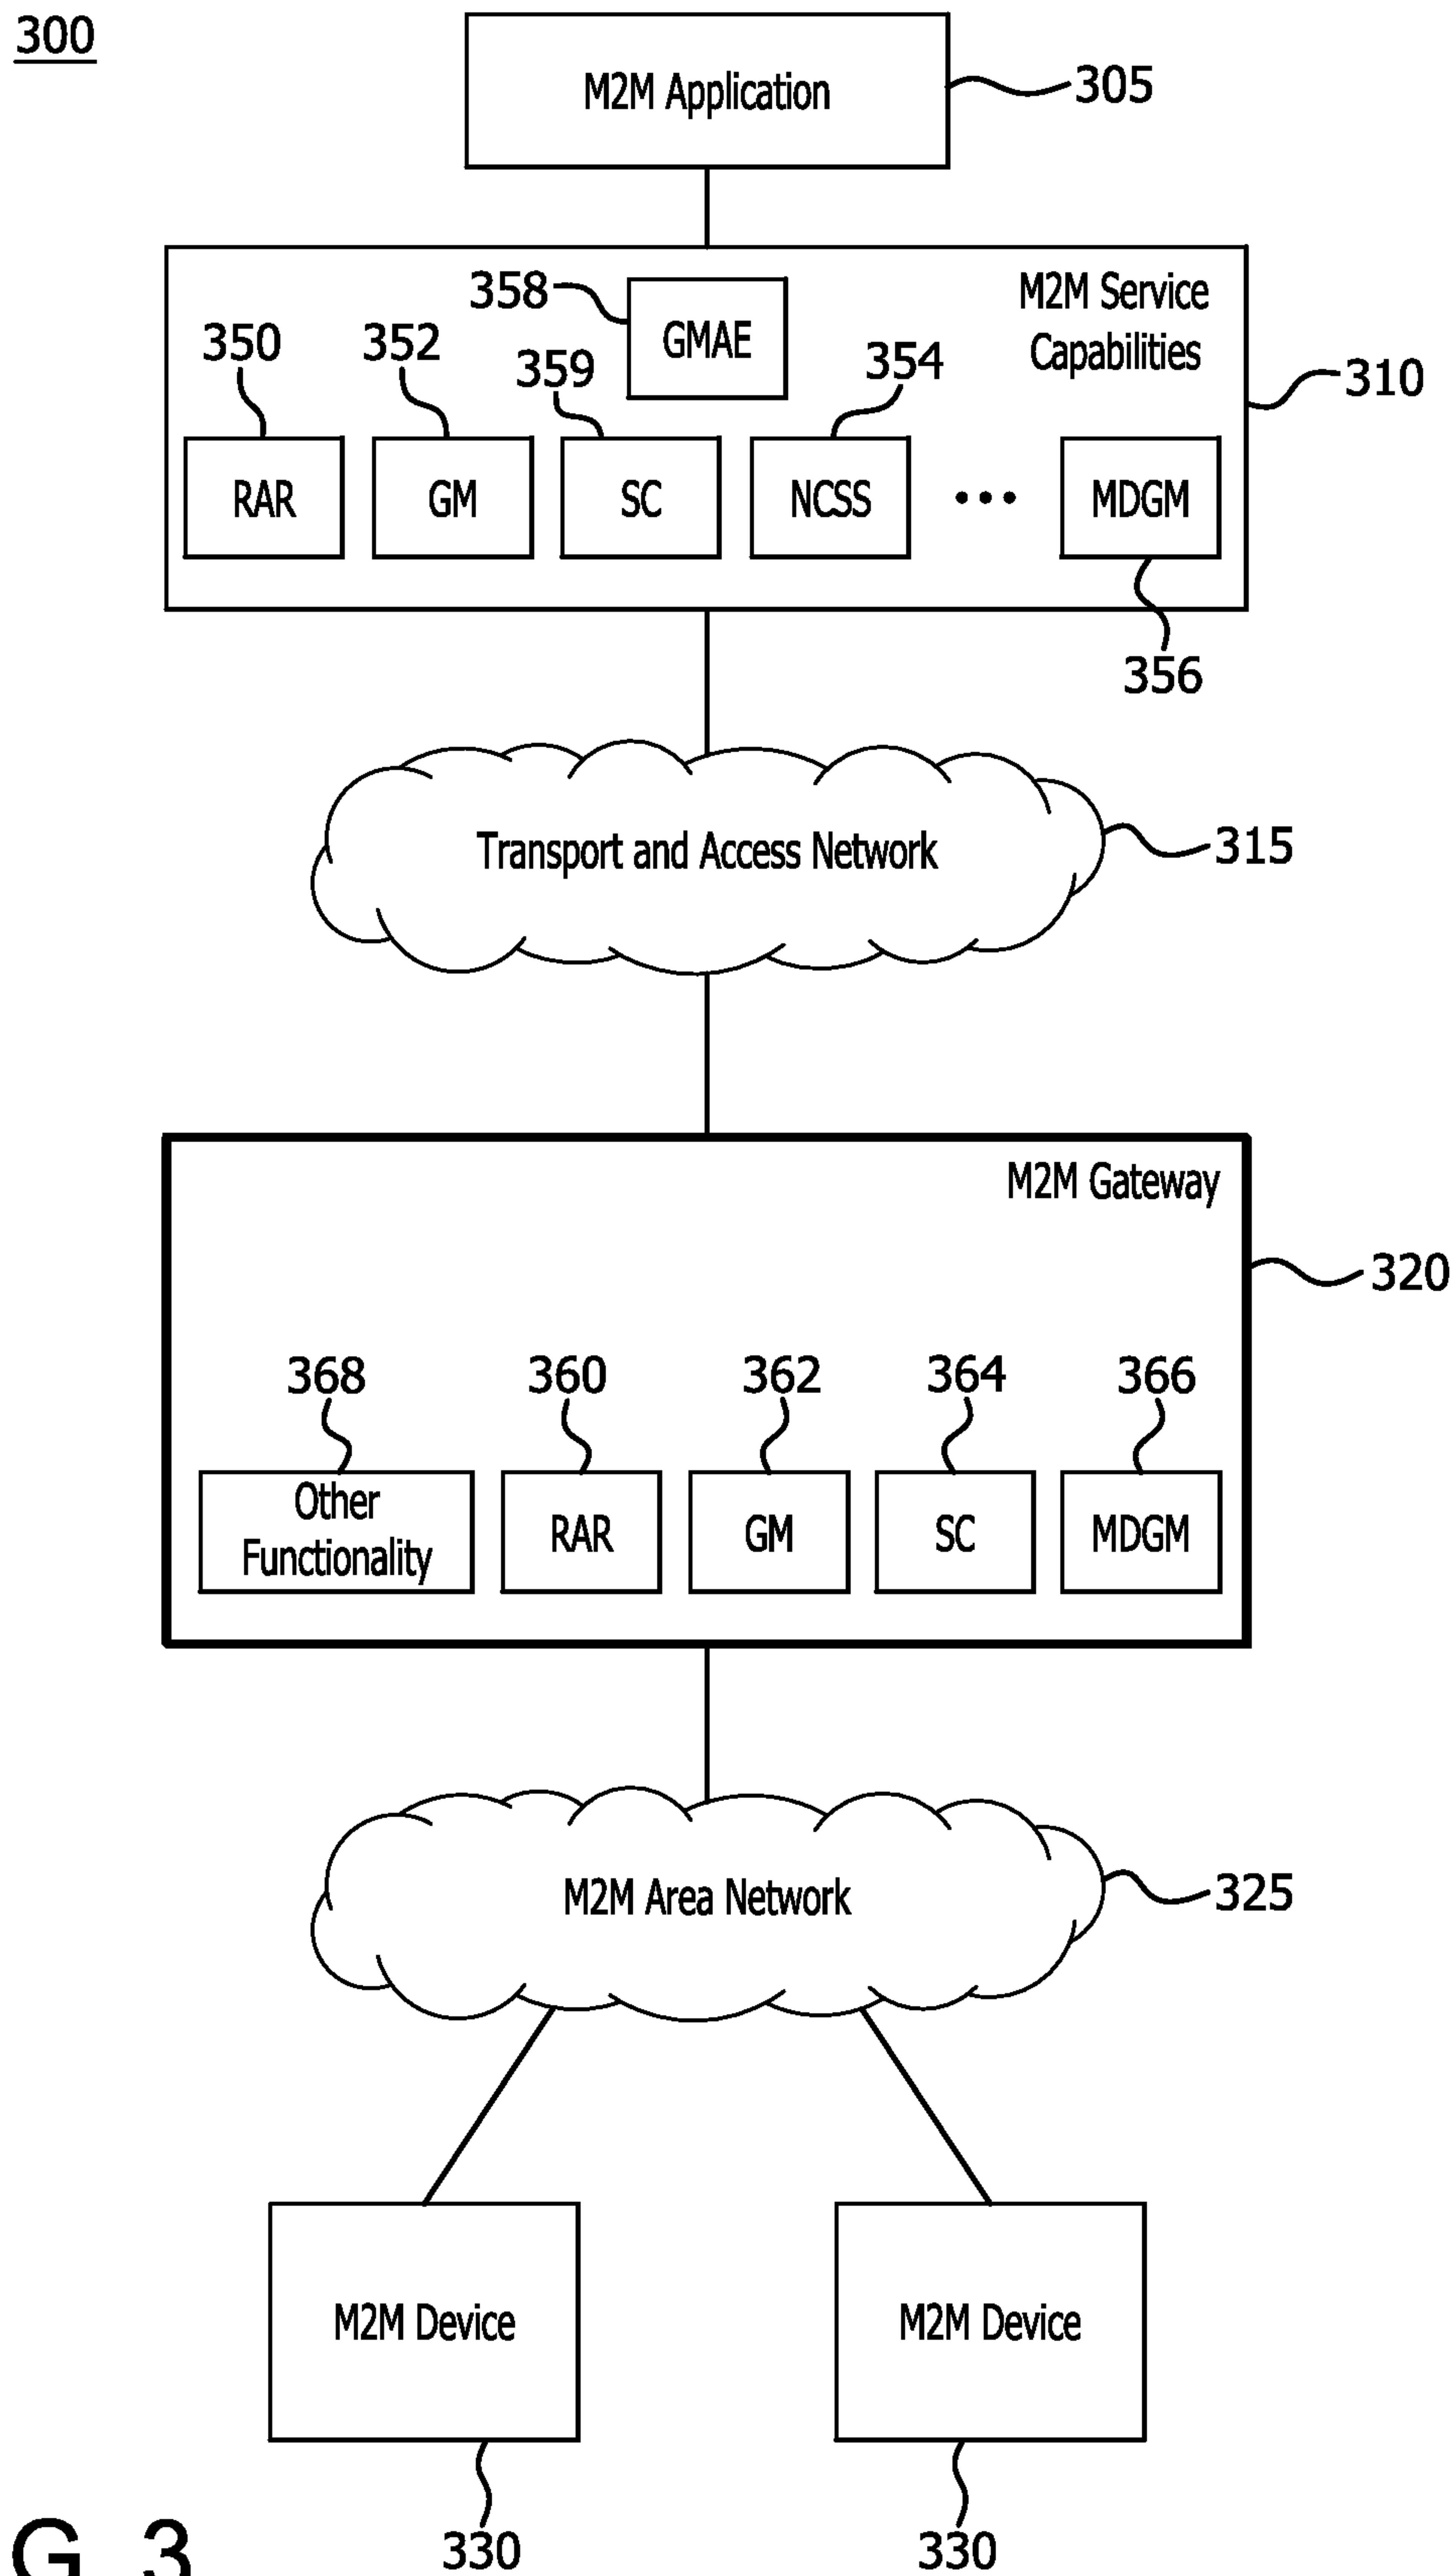 300
M2M Application
305
358
GMAE
M2M Service
Capabilities
350
352
359
354
310
RAR
GM
SC
NCSS
•••
MDGM
356
Transport and Access Network
315
M2M Gateway
320
368
360
362
364
366
Other
Functionality
RAR
GM
SC
MDGM
M2M Area Network
325
M2M Device
M2M Device
330
330
G. 3